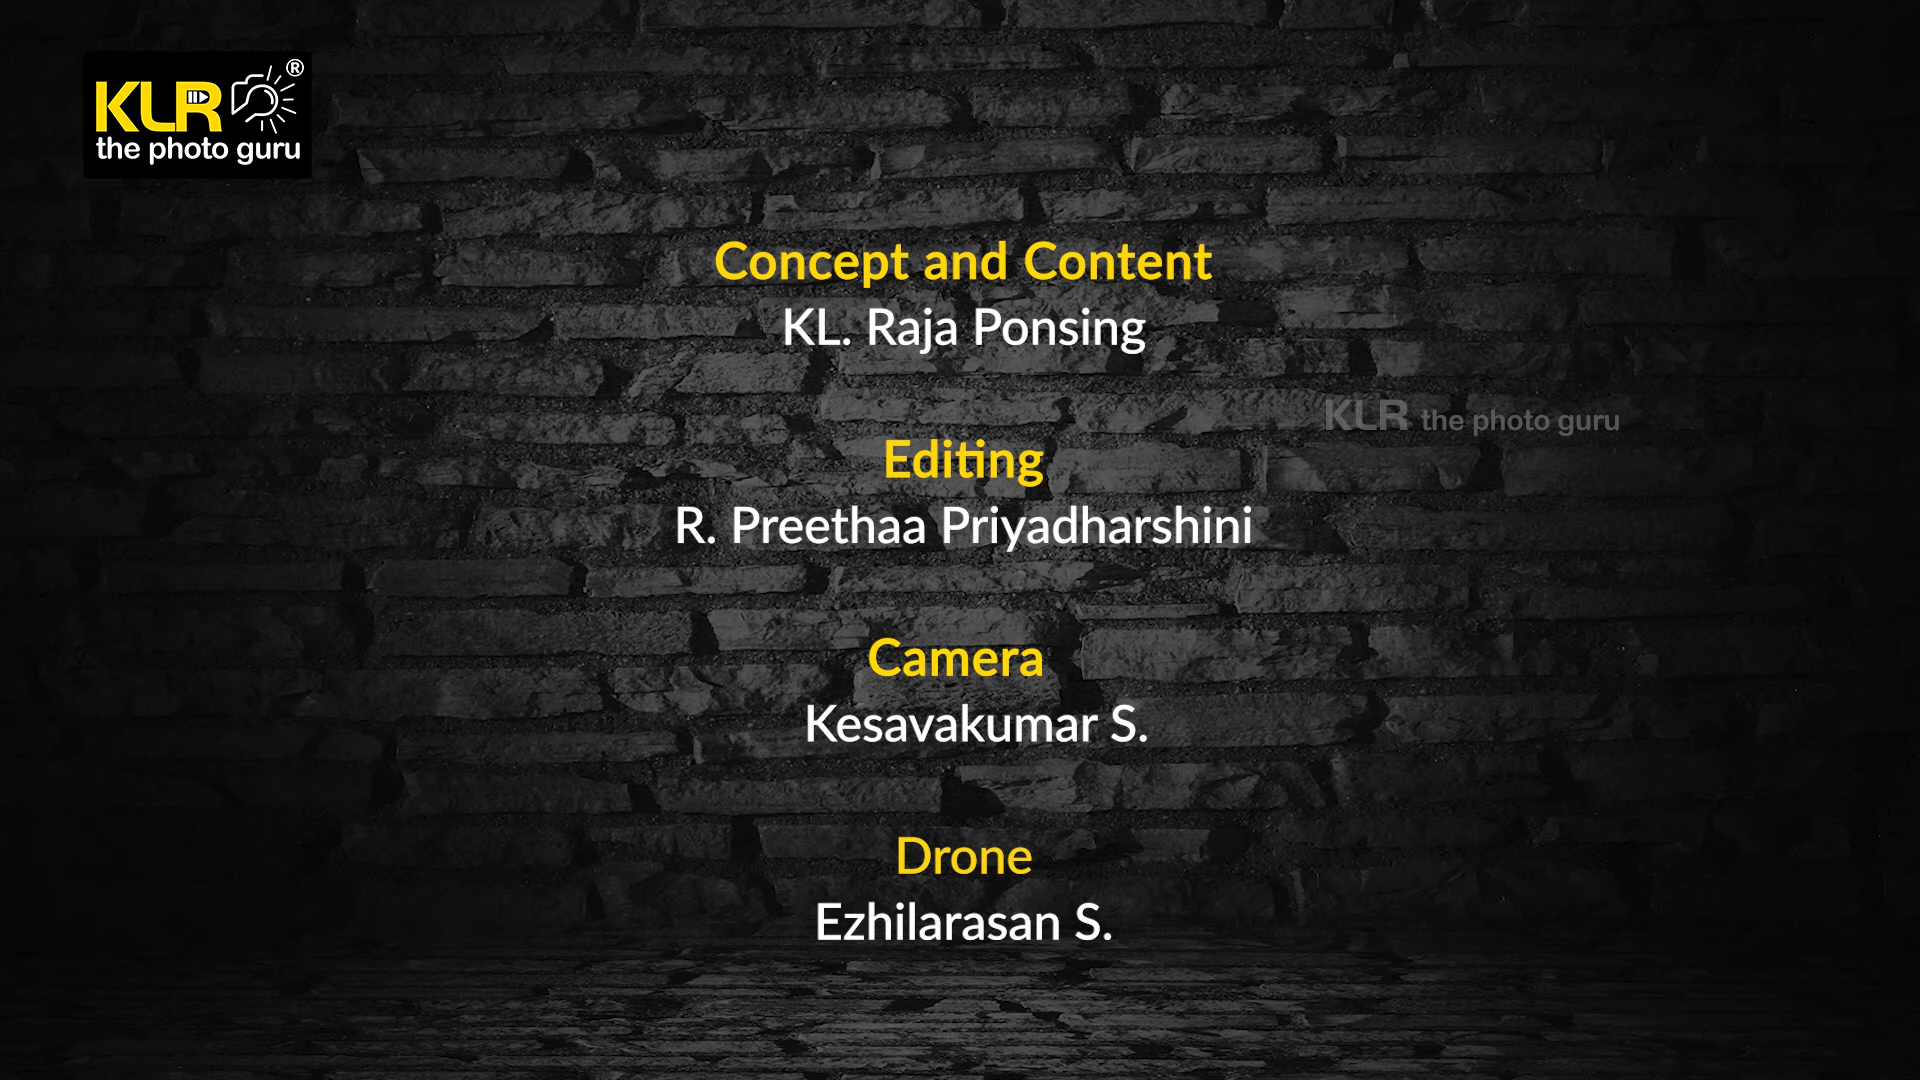 KLR ®
the photo guru
Concept and Content
KL. Raja Ponsing
KLR the photo guru
Editing
R. Preethaa Priyadharshini
Camera
Kesavakumar S.
Drone
Ezhilarasan S.